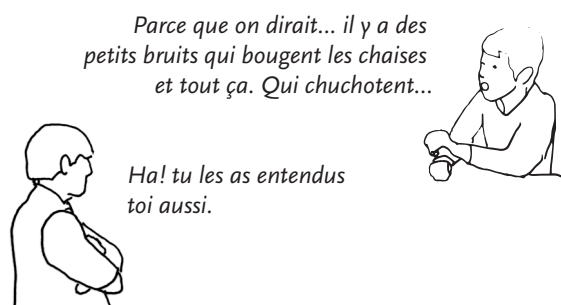 Parce que on dirait... il y a des
petits bruits qui bougent les chaises
et tout ça. Qui chuchotent...
Ha! tu les as entendus
toi aussi.